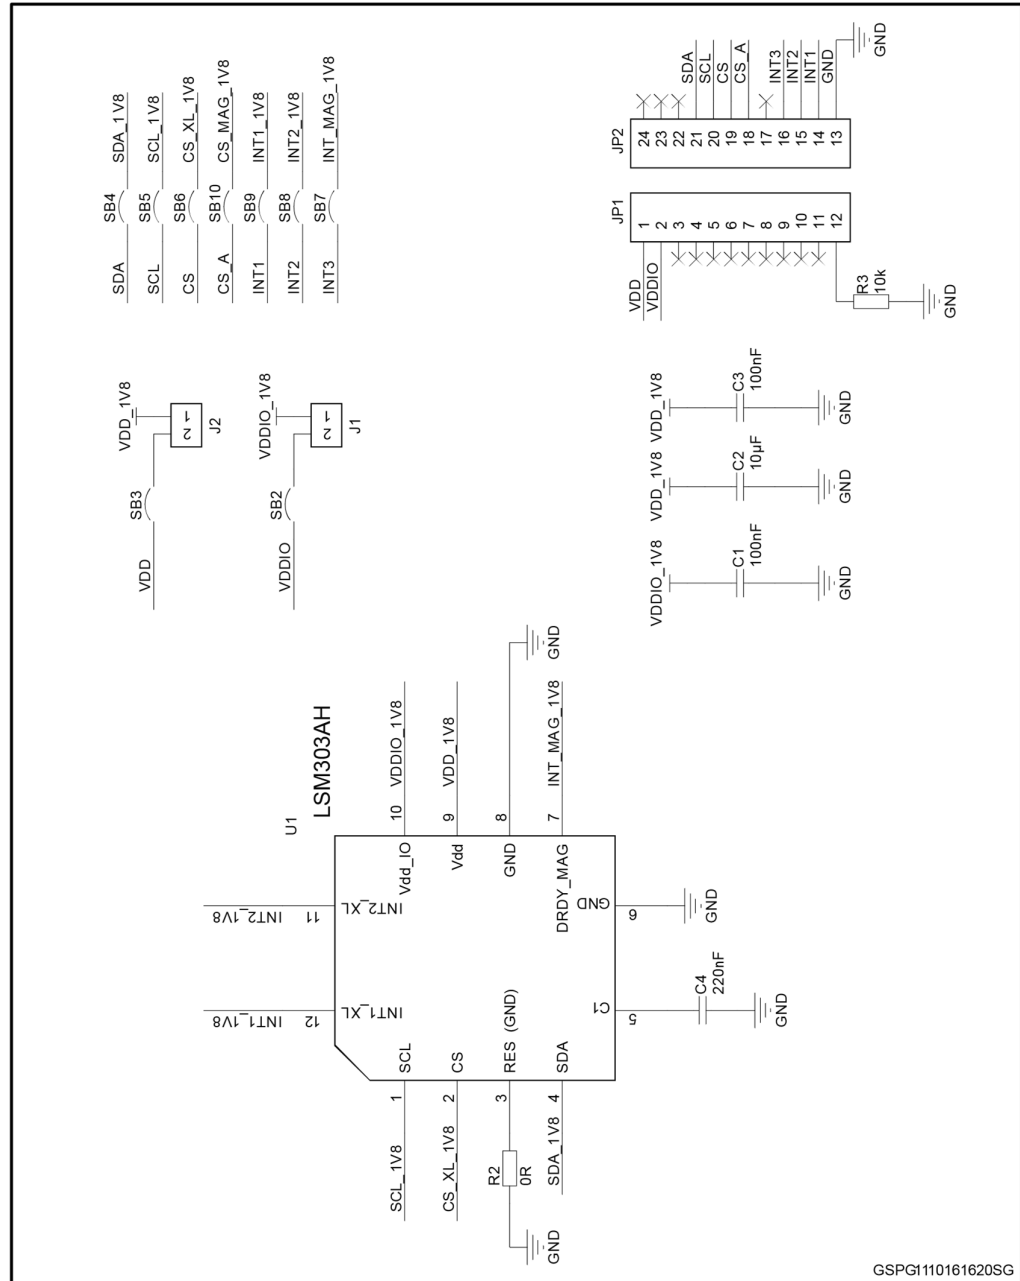 SDA
SB4
SDA_1V8
SCL
SB5
SCL_1V8
CS
SB6
CS_XL_1V8
CS_A
SB10
CS_MAG_1V8
INT1
SB9
INT1_1V8
INT2
SB8
INT2_1V8
INT3
SB7
INT_MAG_1V8
JP2
24
23
22
21
20
19
18
17
16
15
14
13
SDA
SCL
CS
CS_A
INT3
INT2
INT1
GND
GND
JP1
1
2
3
4
5
6
7
8
9
10
11
12
VDD
VDDIO
R3
10k
GND
VDD
SB3
VDD_1V8
1
2
J2
VDDIO
SB2
VDDIO_1V8
1
2
J1
VDDIO_1V8
C1
100nF
GND
VDD_1V8
C2
10µF
GND
VDD_1V8
C3
100nF
GND
U1
LSM303AH
SCL_1V8
1
SCL
CS_XL_1V8
2
CS
GND
R2
0R
3
RES (GND)
SDA_1V8
4
SDA
INT1_1V8
12
INT1_XL
INT2_1V8
11
INT2_XL
Vdd_IO
10
VDDIO_1V8
Vdd
9
VDD_1V8
GND
8
GND
DRDY_MAG
7
INT_MAG_1V8
C1
5
C4
220nF
GND
GND
6
GND
GSPG1110161620SG